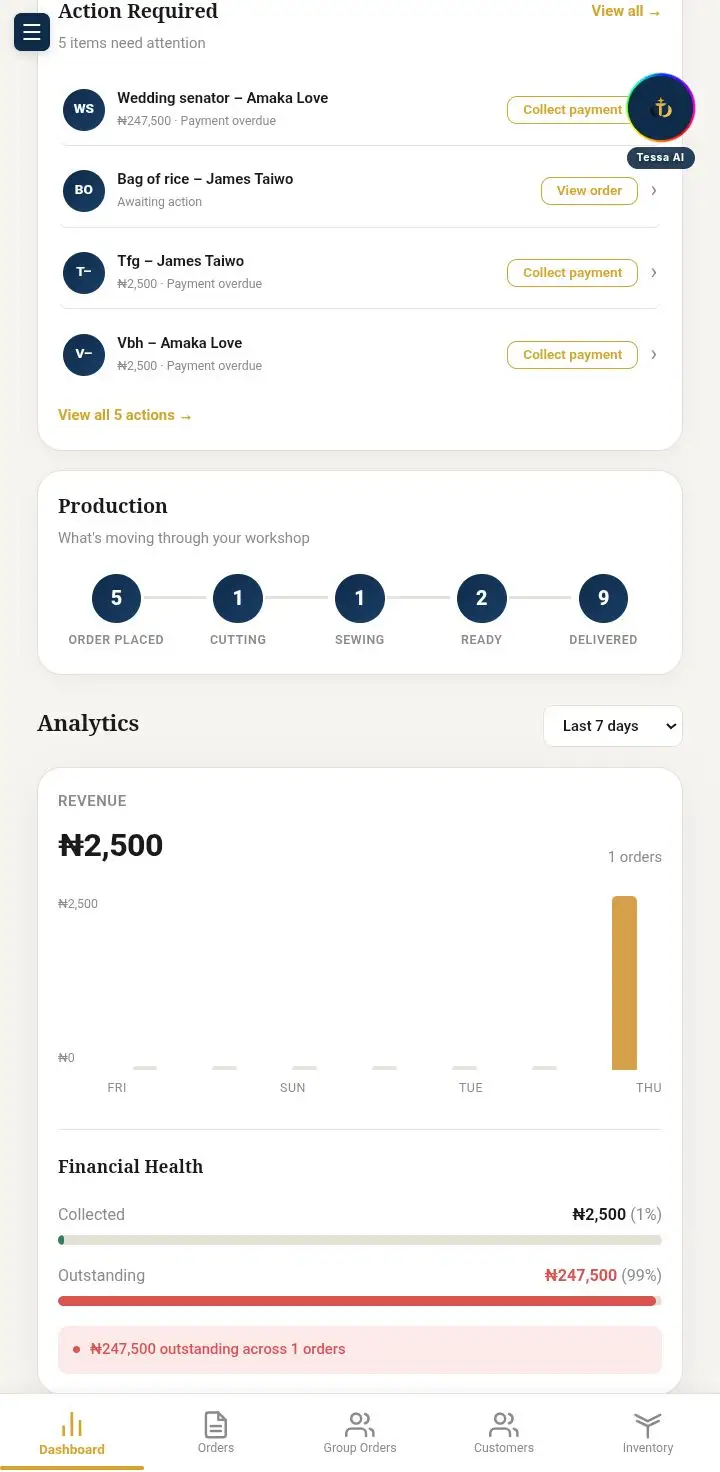 Action Required
View all →
5 items need attention
WS
Wedding senator – Amaka Love
₦247,500 · Payment overdue
Collect payment
Tessa AI
BO
Bag of rice – James Taiwo
Awaiting action
View order
T–
Tfg – James Taiwo
₦2,500 · Payment overdue
Collect payment
V–
Vbh – Amaka Love
₦2,500 · Payment overdue
Collect payment
View all 5 actions →
Production
What's moving through your workshop
5 1 1 2 9
ORDER PLACED CUTTING SEWING READY DELIVERED
Analytics
Last 7 days
REVENUE
₦2,500
1 orders
₦2,500
₦0
FRI SUN TUE THU
Financial Health
Collected ₦2,500 (1%)
Outstanding ₦247,500 (99%)
₦247,500 outstanding across 1 orders
Dashboard Orders Group Orders Customers Inventory